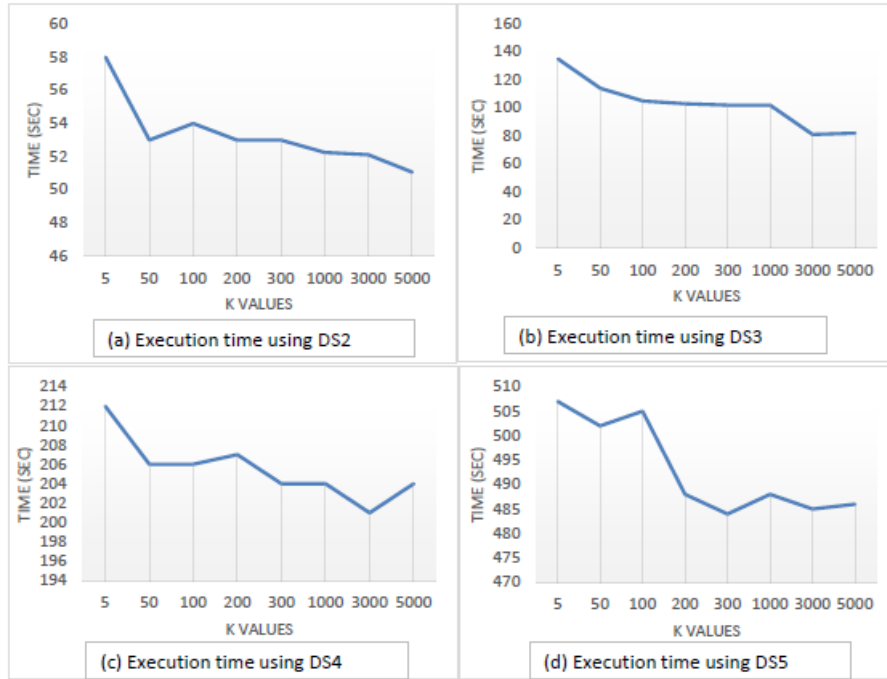 60
58
56
54
52
50
48
46
TIME (SEC)
5 50 100 200 300 1000 3000 5000
K VALUES
(a) Execution time using DS2
160
140
120
100
80
60
40
20
0
TIME (SEC)
5 50 100 200 300 1000 3000 5000
K VALUES
(b) Execution time using DS3
214
212
210
208
206
204
202
200
198
196
194
TIME (SEC)
5 50 100 200 300 1000 3000 5000
K VALUES
(c) Execution time using DS4
510
505
500
495
490
485
480
475
470
TIME (SEC)
5 50 100 200 300 1000 3000 5000
K VALUES
(d) Execution time using DS5